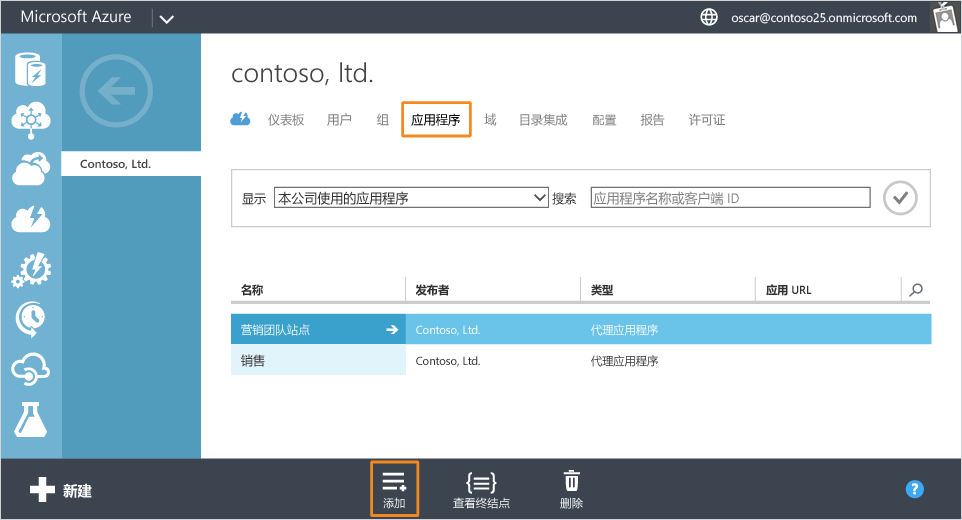 Microsoft Azure
oscar@contoso25.onmicrosoft.com
contoso, ltd.
仪表板 用户 组 应用程序 域 目录集成 配置 报告 许可证
Contoso, Ltd.
显示 本公司使用的应用程序 搜索 应用程序名称或客户端 ID
名称 发布者 类型 应用 URL
营销团队站点 Contoso, Ltd. 代理应用程序
销售 Contoso, Ltd. 代理应用程序
新建 添加 查看终结点 删除 ?